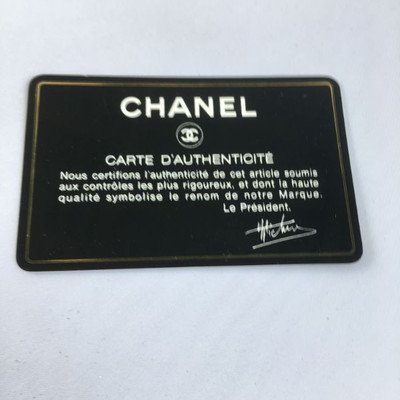 CHANEL
CARTE D'AUTHENTICITÉ
Nous certifions l'authenticité de cet article soumis
aux contrôles les plus rigoureux, et dont la haute
qualité symbolise le renom de notre Marque.
Le Président.